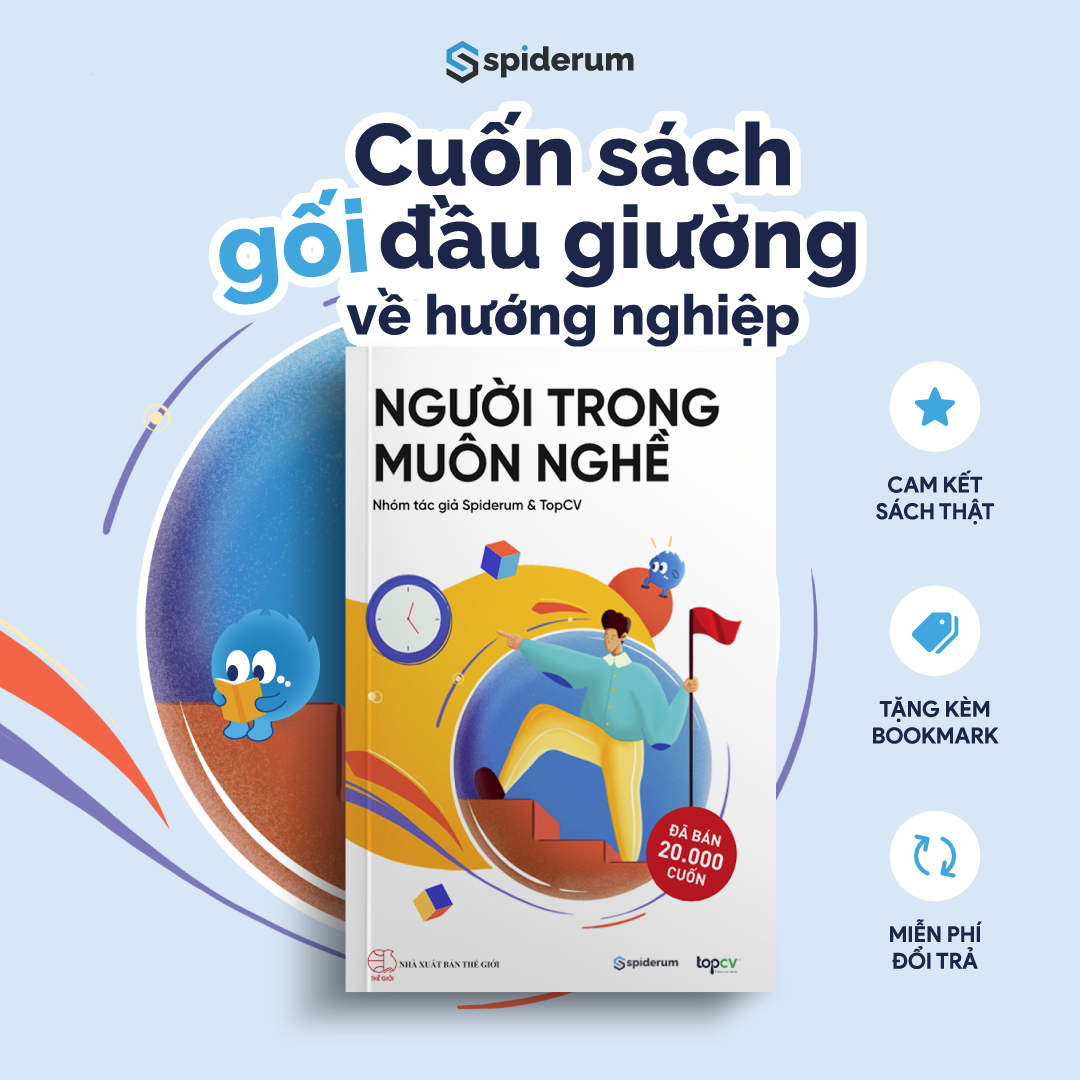 spiderum
Cuốn sách
gối đầu giường
về hướng nghiệp
NGƯỜI TRONG
MUÔN NGHỀ
Nhóm tác giả Spiderum & TopCV
ĐÃ BÁN
20.000
CUỐN
THẾ GIỚI
NHÀ XUẤT BẢN THẾ GIỚI
spiderum
topcv
CAM KẾT
SÁCH THẬT
TẶNG KÈM
BOOKMARK
MIỄN PHÍ
ĐỔI TRẢ